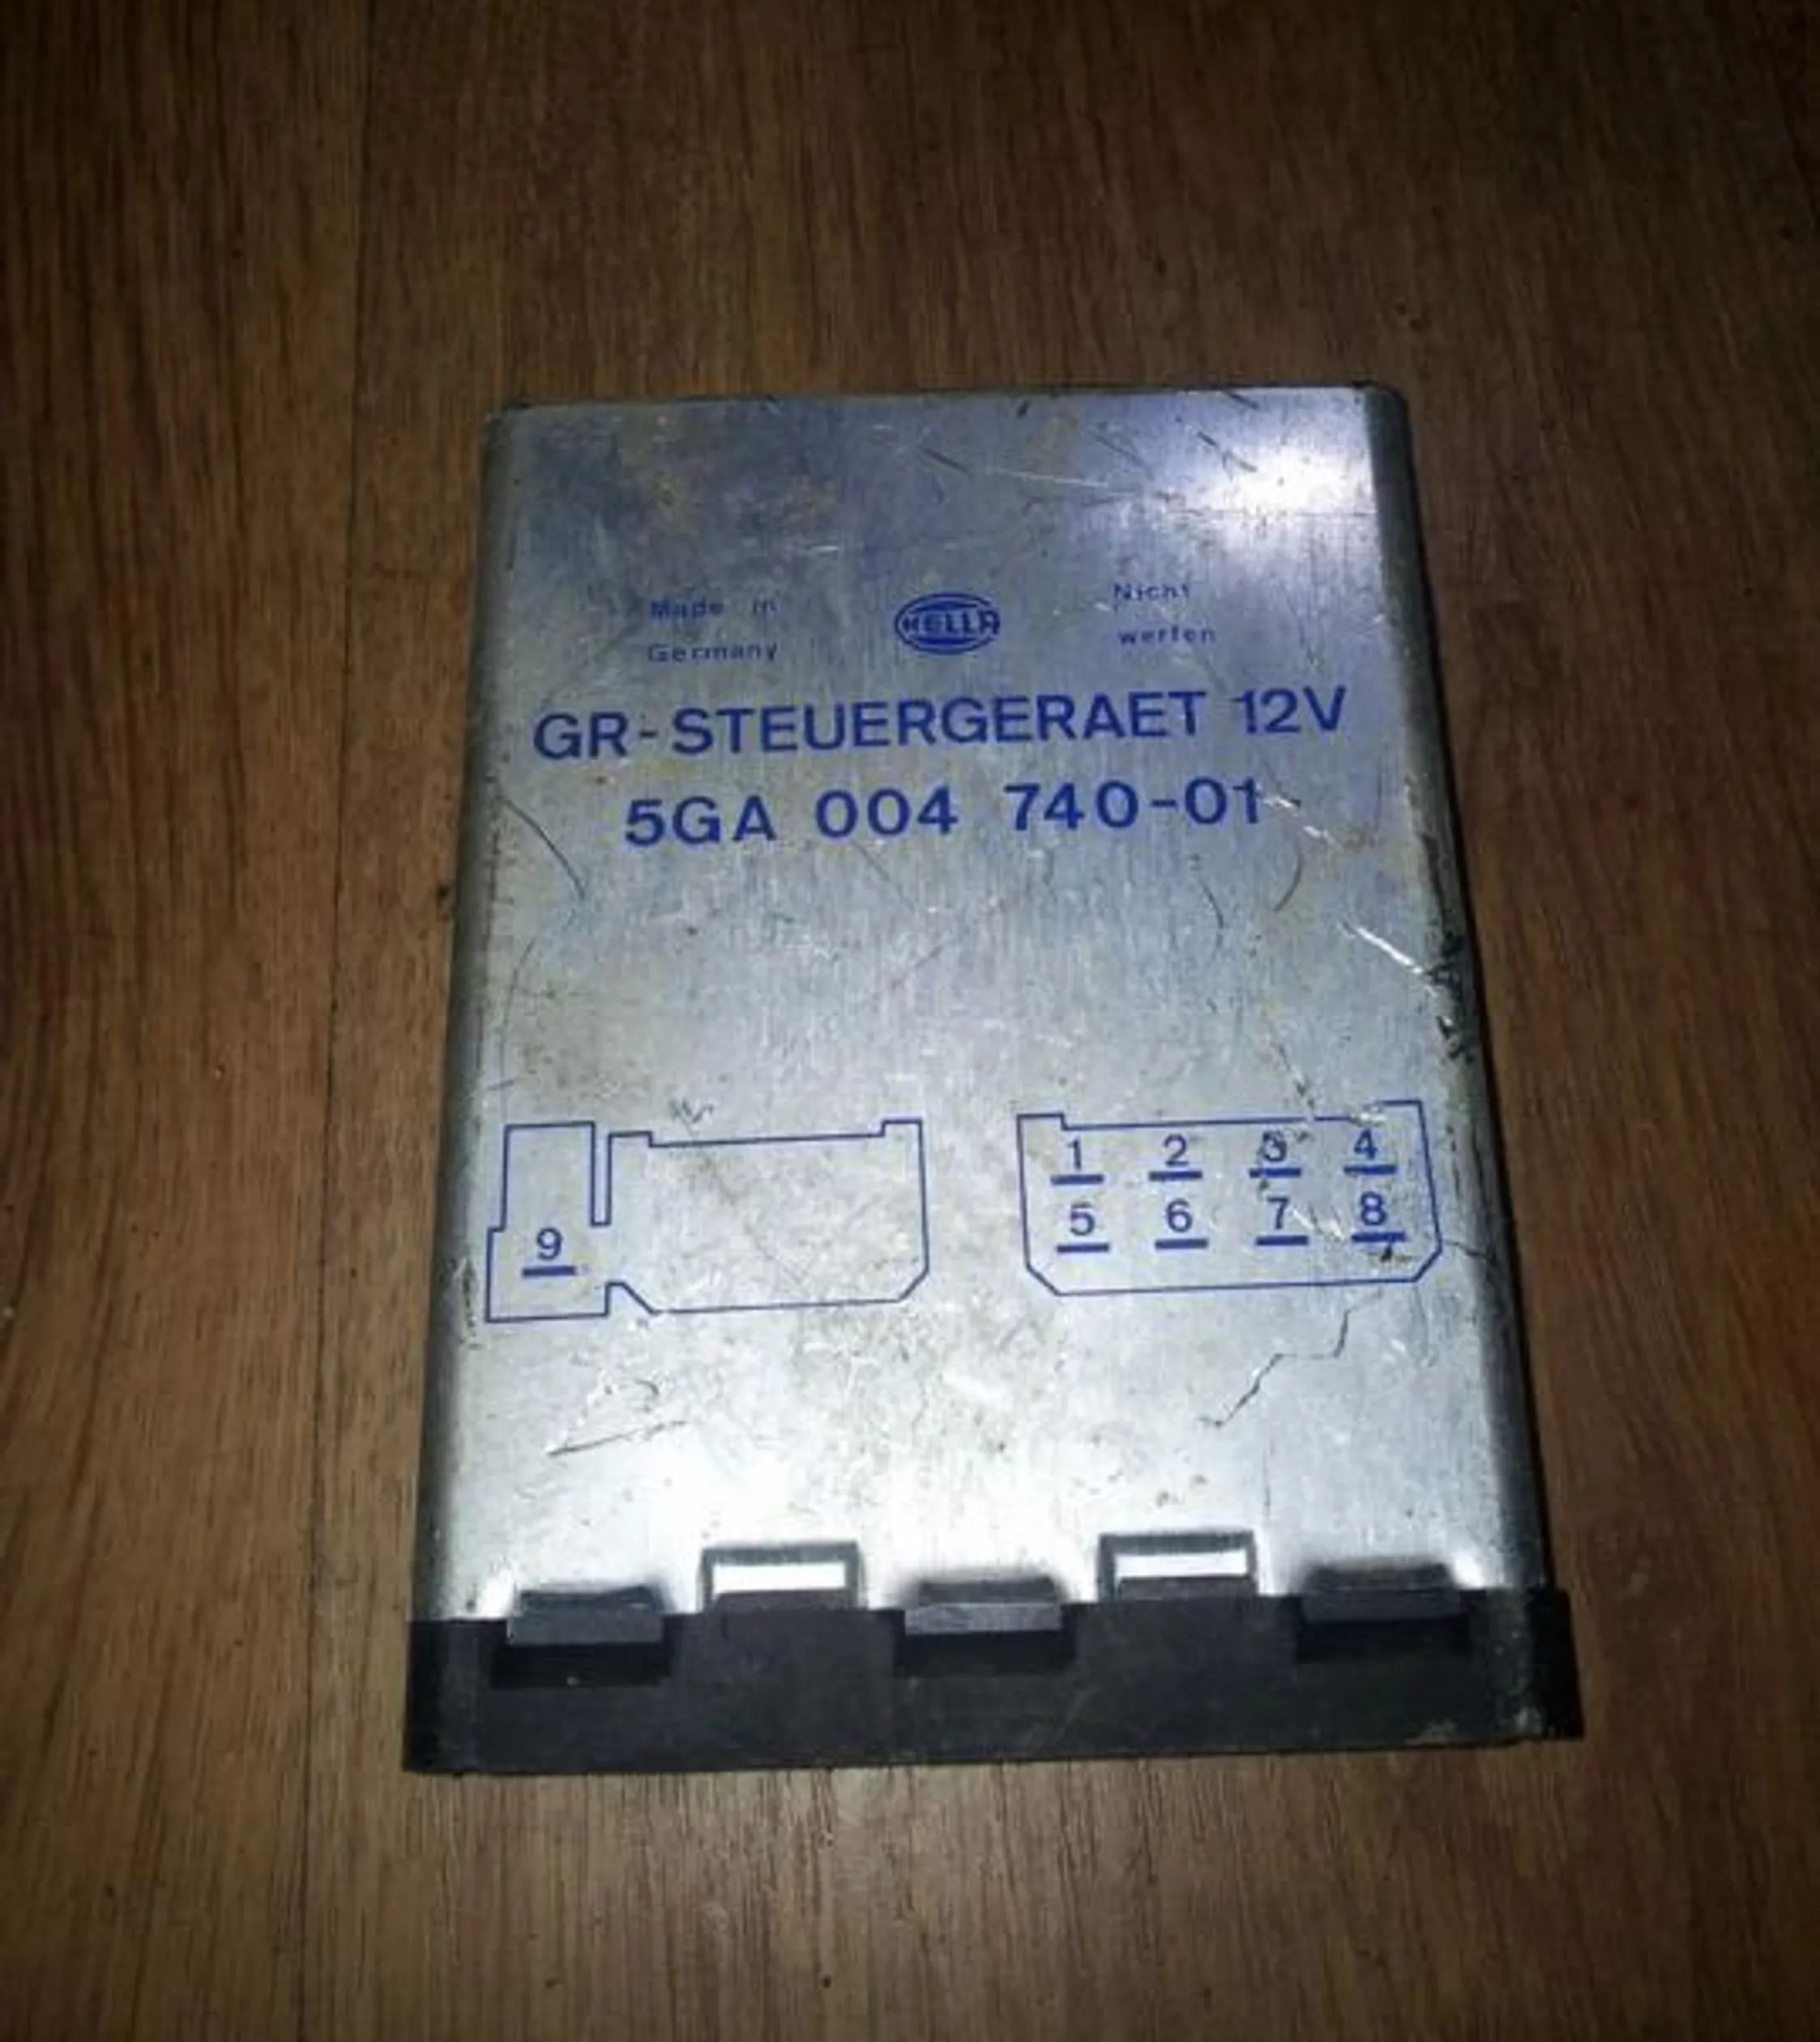 Made in
Germany
HELLA
Nicht
werfen
GR-STEUERGERAET 12V
5GA 004 740-01
1 2 3 4
5 6 7 8
9